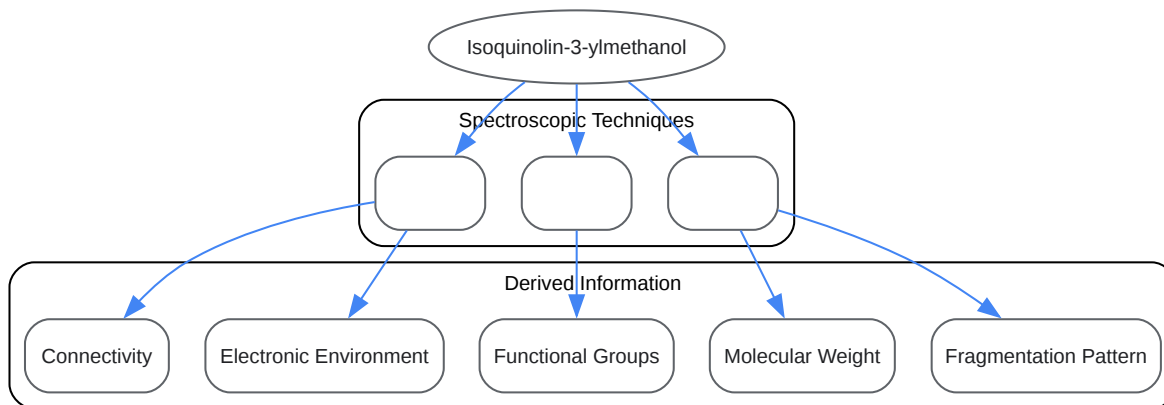 Isoquinolin-3-ylmethanol
Spectroscopic Techniques
Derived Information
Connectivity
Electronic Environment
Functional Groups
Molecular Weight
Fragmentation Pattern